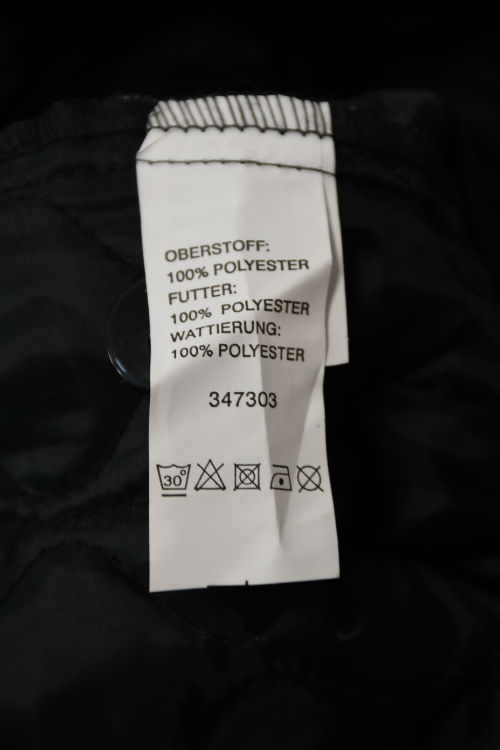 OBERSTOFF:
100% POLYESTER
FUTTER:
100% POLYESTER
WATTIERUNG:
100% POLYESTER
347303
30°